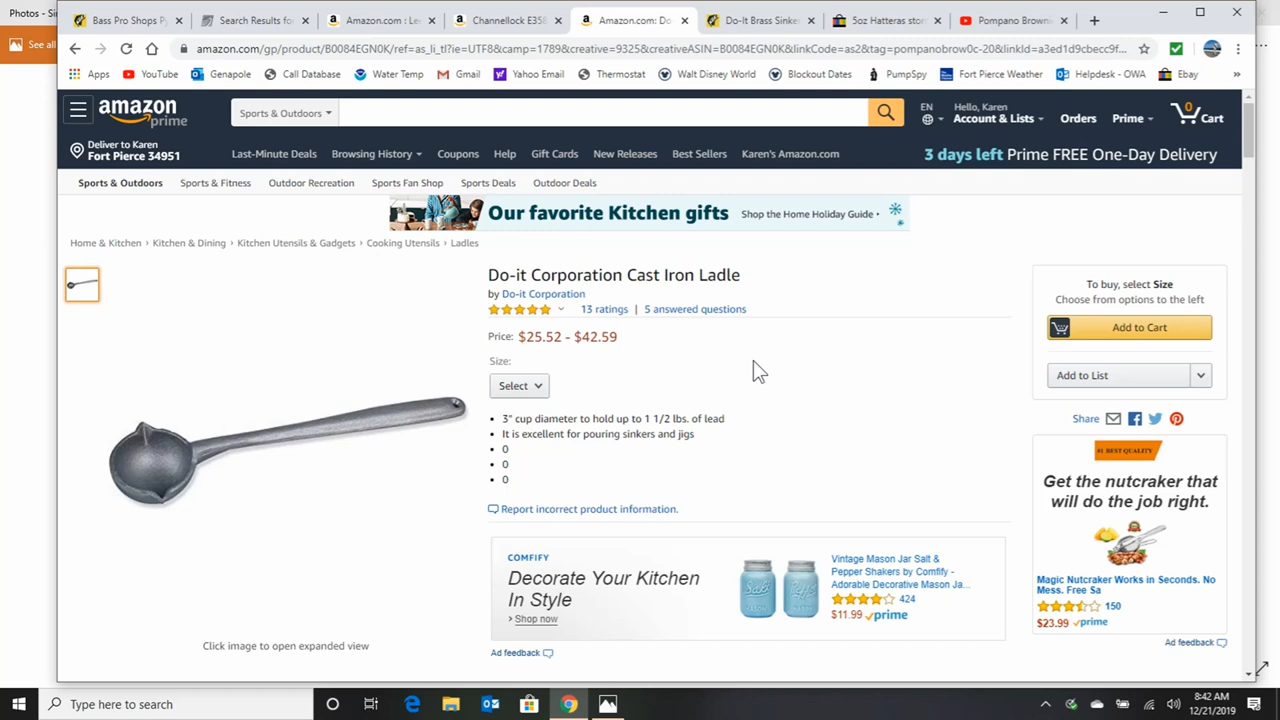 Photos - Si
See all
Bass Pro Shops P
Search Results for
Amazon.com : Le
Channellock E358
Amazon.com: Do
Do-It Brass Sinke
5oz Hatteras stor
Pompano Browni
amazon.com/gp/product/B0084EGN0K/ref=as_li_tl?ie=UTF8&camp=1789&creative=9325&creativeASIN=B0084EGN0K&linkCode=as2&tag=pompanobrow0c-20&linkId=a3ed1d9cbecc9f...
Apps YouTube Genapole Call Database Water Temp Gmail Yahoo Email Thermostat Walt Disney World Blockout Dates PumpSpy Fort Pierce Weather Helpdesk - OWA Ebay »
amazon prime
Sports & Outdoors
EN
Hello, Karen
Account & Lists
Orders
Prime
0
Cart
Deliver to Karen
Fort Pierce 34951
Last-Minute Deals Browsing History Coupons Help Gift Cards New Releases Best Sellers Karen's Amazon.com
3 days left Prime FREE One-Day Delivery
Sports & Outdoors Sports & Fitness Outdoor Recreation Sports Fan Shop Sports Deals Outdoor Deals
Our favorite Kitchen gifts Shop the Home Holiday Guide
Home & Kitchen › Kitchen & Dining › Kitchen Utensils & Gadgets › Cooking Utensils › Ladles
Do-it Corporation Cast Iron Ladle
by Do-it Corporation
13 ratings | 5 answered questions
Price: $25.52 - $42.59
Size:
Select
• 3" cup diameter to hold up to 1 1/2 lbs. of lead
• It is excellent for pouring sinkers and jigs
• 0
• 0
• 0
Report incorrect product information.
Click image to open expanded view
COMFIFY
Decorate Your Kitchen
In Style
› Shop now
Vintage Mason Jar Salt &
Pepper Shakers by Comfify -
Adorable Decorative Mason Ja...
424
$11.99 prime
Ad feedback
To buy, select Size
Choose from options to the left
Add to Cart
Add to List
Share
#1 BEST QUALITY
Get the nutcracker that
will do the job right.
Magic Nutcraker Works in Seconds. No
Mess. Free Sa
150
$23.99 prime
Ad feedback
Type here to search
8:42 AM
12/21/2019